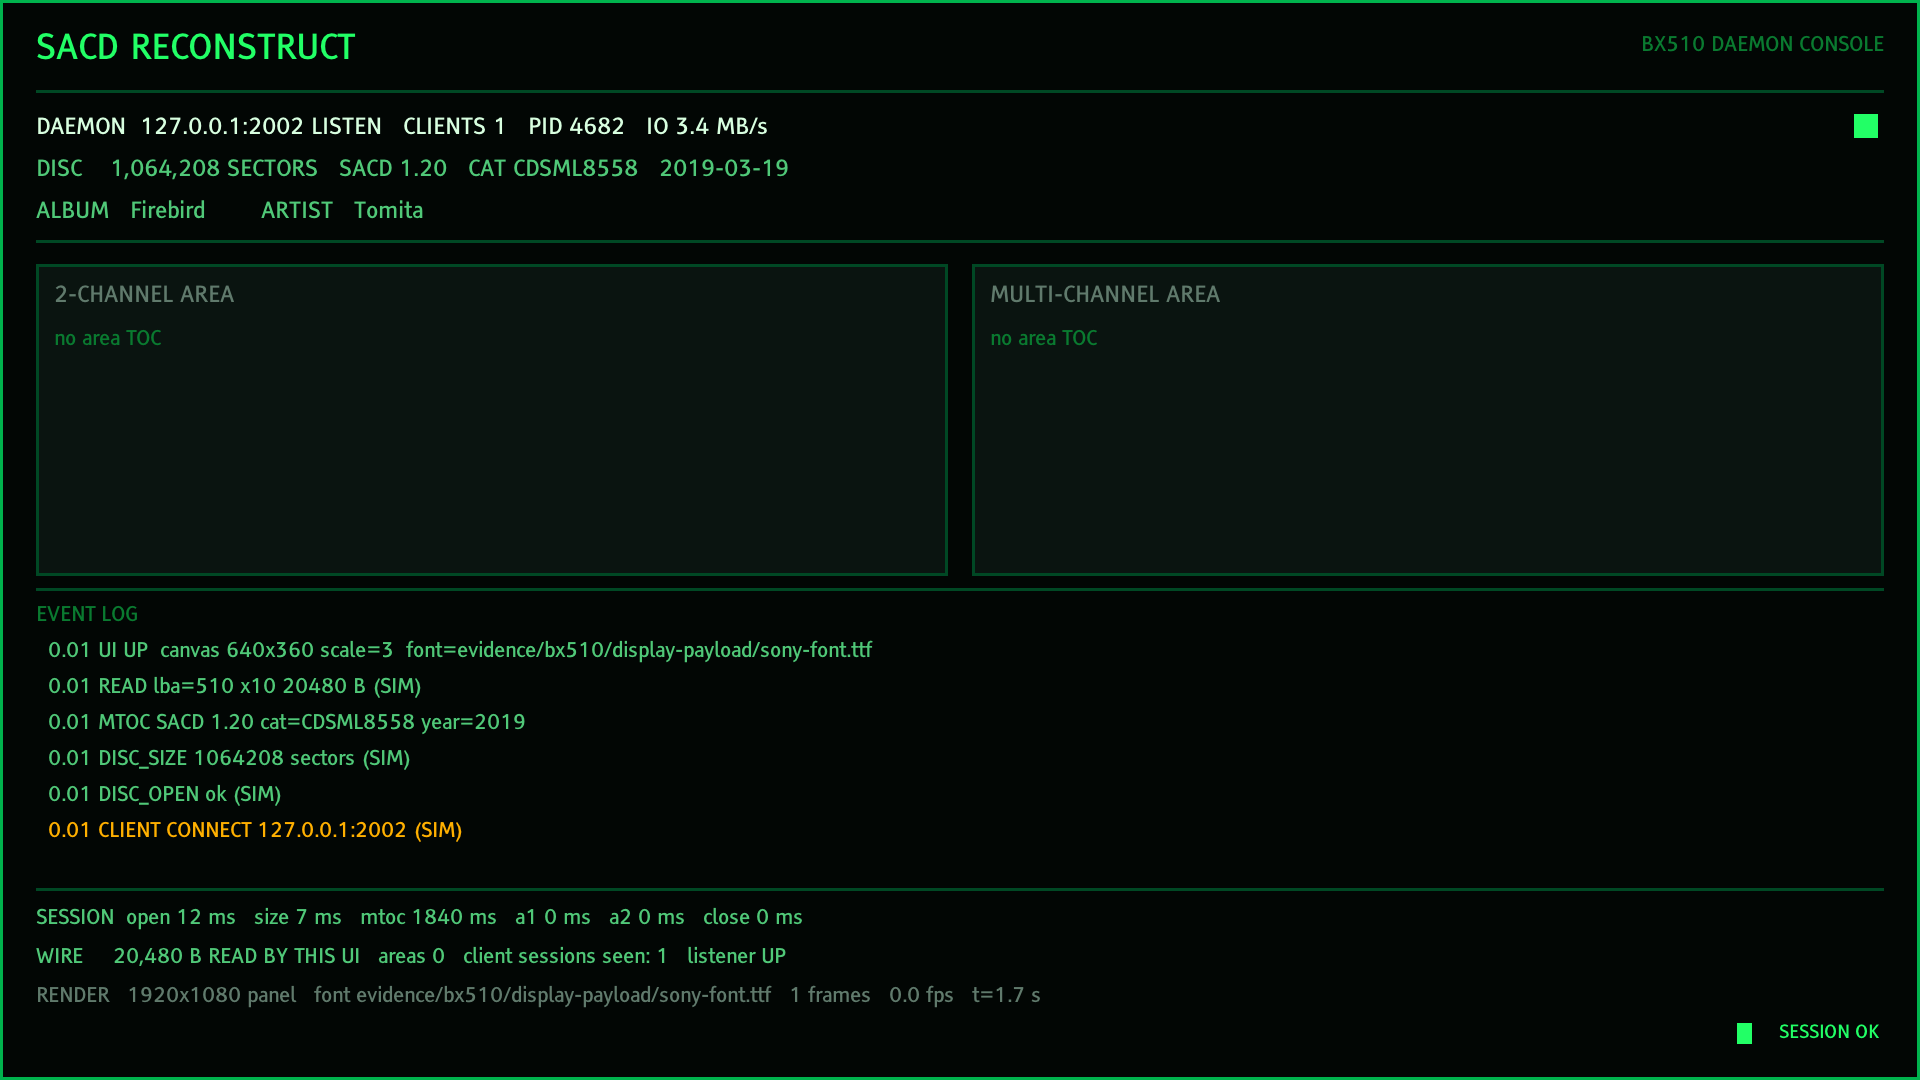 SACD RECONSTRUCT
BX510 DAEMON CONSOLE
DAEMON 127.0.0.1:2002 LISTEN CLIENTS 1 PID 4682 IO 3.4 MB/s
DISC 1,064,208 SECTORS SACD 1.20 CAT CDSML8558 2019-03-19
ALBUM Firebird ARTIST Tomita
2-CHANNEL AREA
no area TOC
MULTI-CHANNEL AREA
no area TOC
EVENT LOG
0.01 UI UP canvas 640x360 scale=3 font=evidence/bx510/display-payload/sony-font.ttf
0.01 READ lba=510 x10 20480 B (SIM)
0.01 MTOC SACD 1.20 cat=CDSML8558 year=2019
0.01 DISC_SIZE 1064208 sectors (SIM)
0.01 DISC_OPEN ok (SIM)
0.01 CLIENT CONNECT 127.0.0.1:2002 (SIM)
SESSION open 12 ms size 7 ms mtoc 1840 ms a1 0 ms a2 0 ms close 0 ms
WIRE 20,480 B READ BY THIS UI areas 0 client sessions seen: 1 listener UP
RENDER 1920x1080 panel font evidence/bx510/display-payload/sony-font.ttf 1 frames 0.0 fps t=1.7 s
SESSION OK